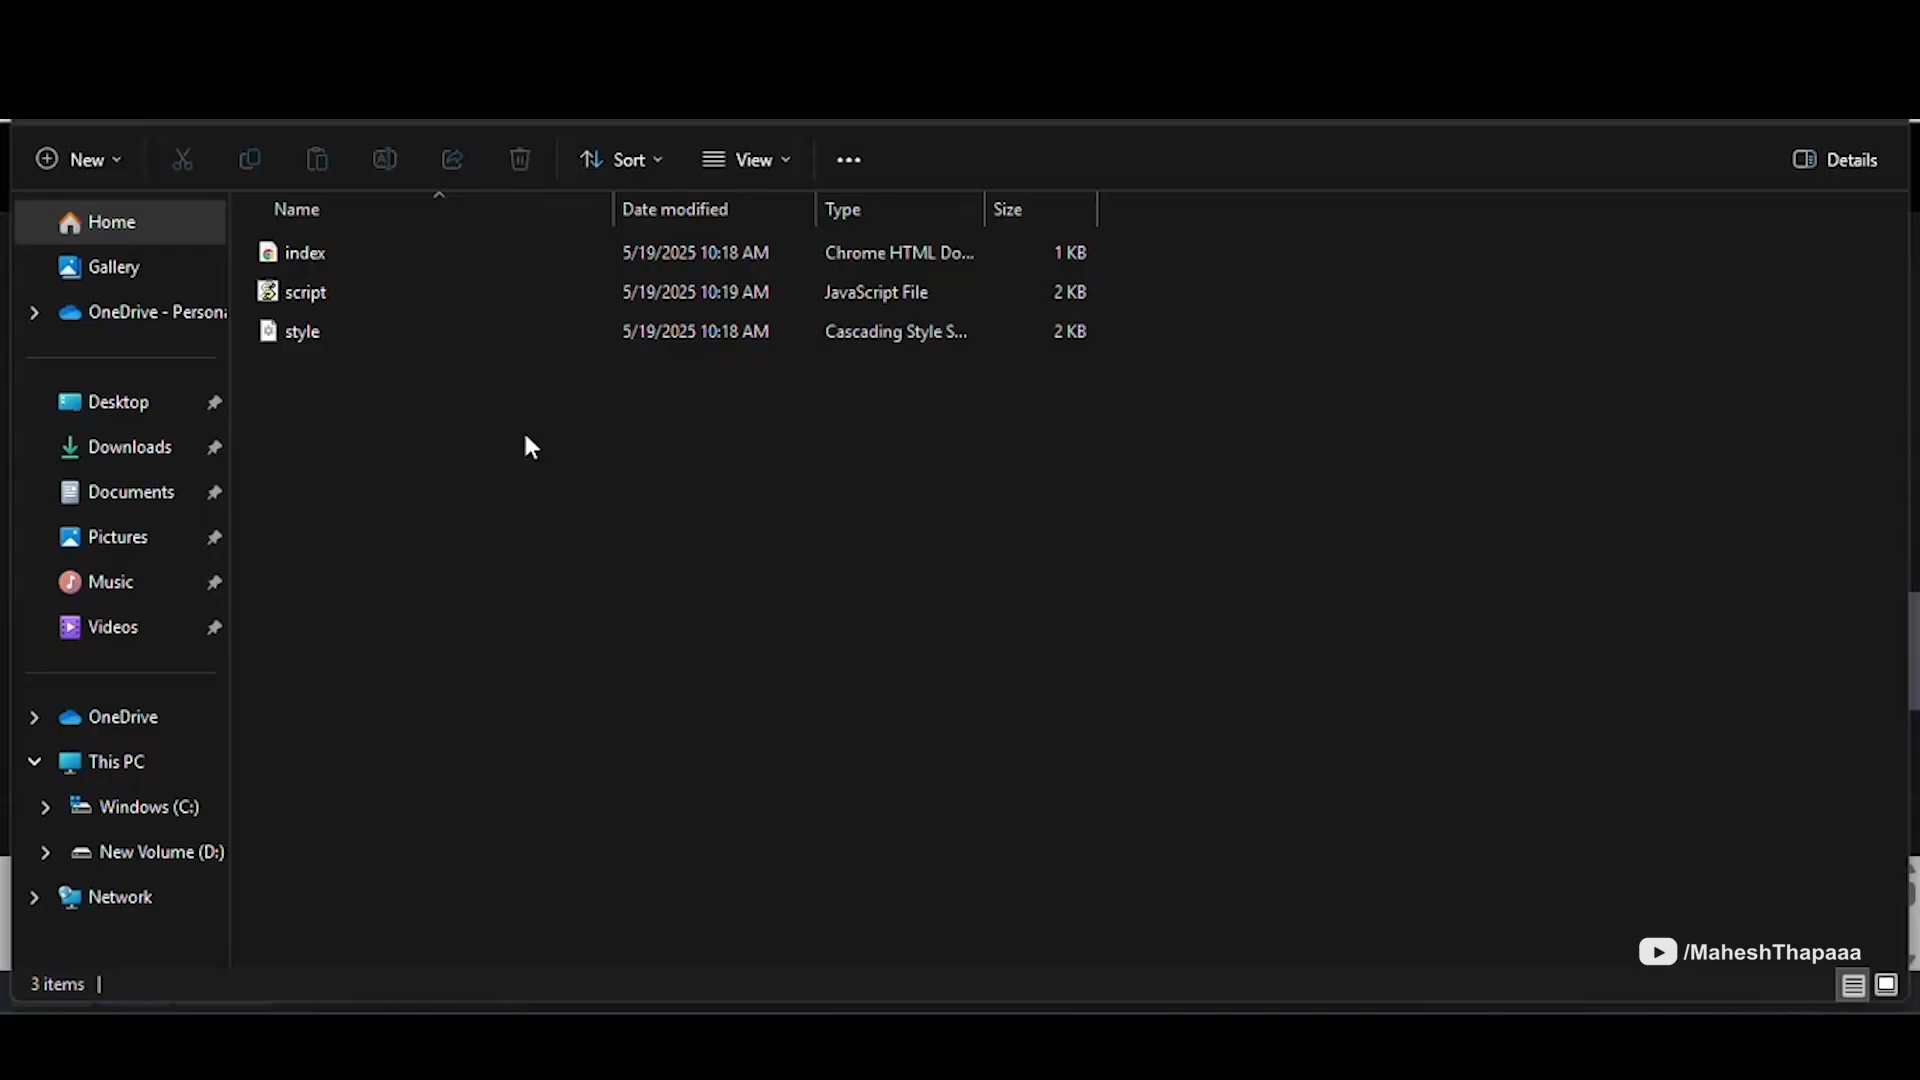 New
Sort
View
Details
Name
Date modified
Type
Size
Home
index
5/19/2025 10:18 AM
Chrome HTML Do...
1 KB
Gallery
script
5/19/2025 10:19 AM
JavaScript File
2 KB
OneDrive - Person
style
5/19/2025 10:18 AM
Cascading Style S...
2 KB
Desktop
Downloads
Documents
Pictures
Music
Videos
OneDrive
This PC
Windows (C:)
New Volume (D:)
Network
/MaheshThapaaa
3 items